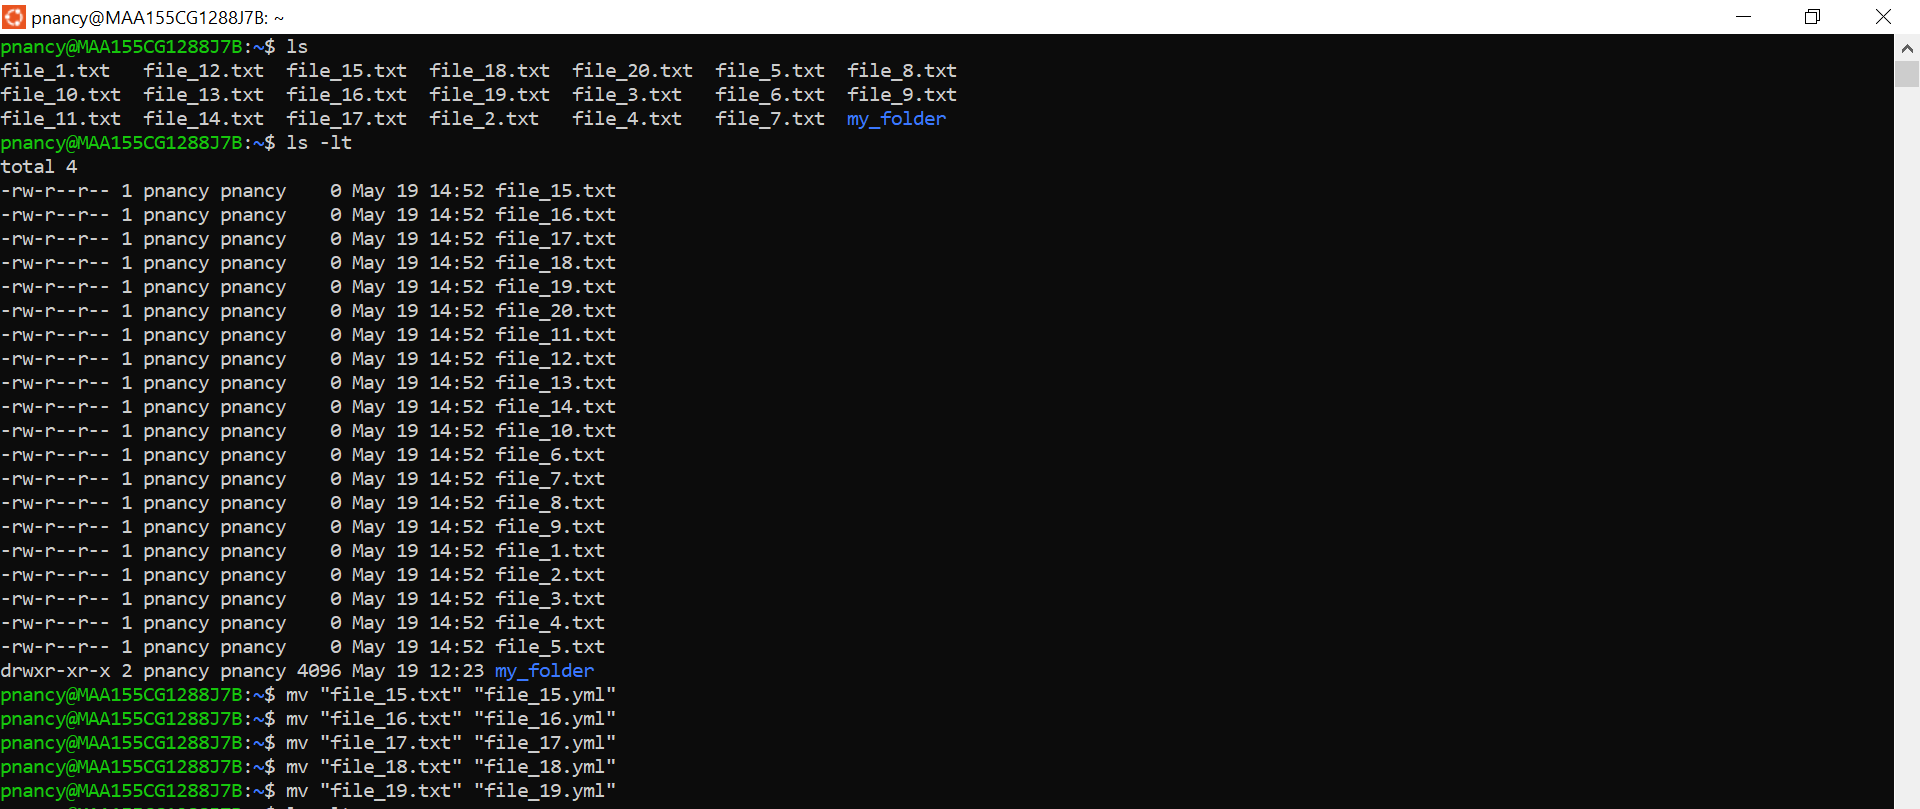 pnancy@MAA155CG1288J7B: ~
pnancy@MAA155CG1288J7B:~$ ls
file_1.txt   file_12.txt  file_15.txt  file_18.txt  file_20.txt  file_5.txt  file_8.txt
file_10.txt  file_13.txt  file_16.txt  file_19.txt  file_3.txt   file_6.txt  file_9.txt
file_11.txt  file_14.txt  file_17.txt  file_2.txt   file_4.txt   file_7.txt  my_folder
pnancy@MAA155CG1288J7B:~$ ls -lt
total 4
-rw-r--r-- 1 pnancy pnancy    0 May 19 14:52 file_15.txt
-rw-r--r-- 1 pnancy pnancy    0 May 19 14:52 file_16.txt
-rw-r--r-- 1 pnancy pnancy    0 May 19 14:52 file_17.txt
-rw-r--r-- 1 pnancy pnancy    0 May 19 14:52 file_18.txt
-rw-r--r-- 1 pnancy pnancy    0 May 19 14:52 file_19.txt
-rw-r--r-- 1 pnancy pnancy    0 May 19 14:52 file_20.txt
-rw-r--r-- 1 pnancy pnancy    0 May 19 14:52 file_11.txt
-rw-r--r-- 1 pnancy pnancy    0 May 19 14:52 file_12.txt
-rw-r--r-- 1 pnancy pnancy    0 May 19 14:52 file_13.txt
-rw-r--r-- 1 pnancy pnancy    0 May 19 14:52 file_14.txt
-rw-r--r-- 1 pnancy pnancy    0 May 19 14:52 file_10.txt
-rw-r--r-- 1 pnancy pnancy    0 May 19 14:52 file_6.txt
-rw-r--r-- 1 pnancy pnancy    0 May 19 14:52 file_7.txt
-rw-r--r-- 1 pnancy pnancy    0 May 19 14:52 file_8.txt
-rw-r--r-- 1 pnancy pnancy    0 May 19 14:52 file_9.txt
-rw-r--r-- 1 pnancy pnancy    0 May 19 14:52 file_1.txt
-rw-r--r-- 1 pnancy pnancy    0 May 19 14:52 file_2.txt
-rw-r--r-- 1 pnancy pnancy    0 May 19 14:52 file_3.txt
-rw-r--r-- 1 pnancy pnancy    0 May 19 14:52 file_4.txt
-rw-r--r-- 1 pnancy pnancy    0 May 19 14:52 file_5.txt
drwxr-xr-x 2 pnancy pnancy 4096 May 19 12:23 my_folder
pnancy@MAA155CG1288J7B:~$ mv "file_15.txt" "file_15.yml"
pnancy@MAA155CG1288J7B:~$ mv "file_16.txt" "file_16.yml"
pnancy@MAA155CG1288J7B:~$ mv "file_17.txt" "file_17.yml"
pnancy@MAA155CG1288J7B:~$ mv "file_18.txt" "file_18.yml"
pnancy@MAA155CG1288J7B:~$ mv "file_19.txt" "file_19.yml"